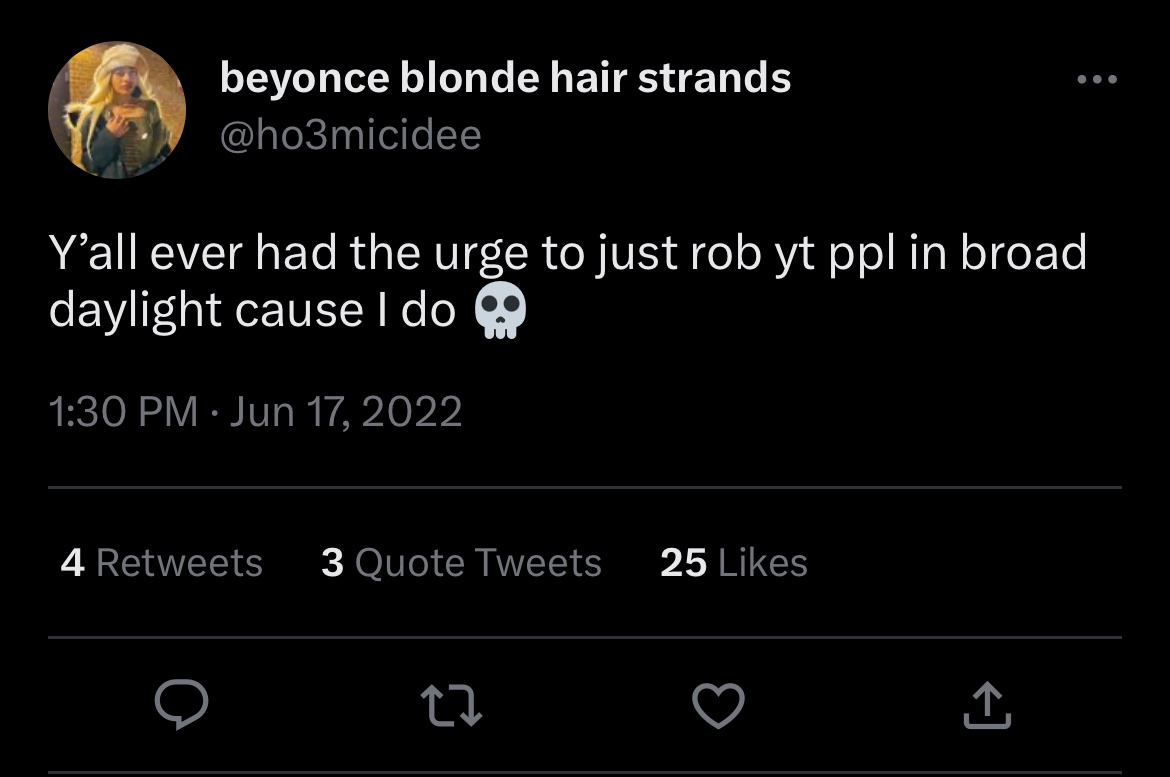 beyonce blonde hair strands
@ho3micidee
Y’all ever had the urge to just rob yt ppl in broad
daylight cause I do 💀
1:30 PM · Jun 17, 2022
4 Retweets 3 Quote Tweets 25 Likes